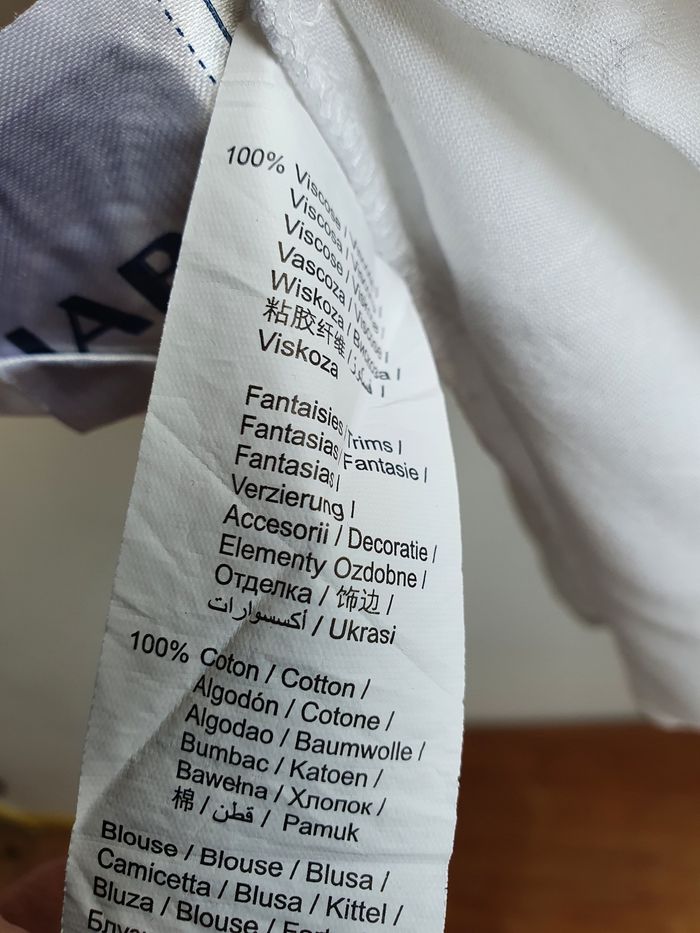 100% Viscose /
Viscosa /
Viscose /
Vascoza / Viscose /
Wiskoza / Вискоза /
粘胶纤维 /
Viskoza
Fantaisies / Trims /
Fantasias / Fantasie /
Fantasias /
Verzierung /
Accesorii / Decoratie /
Elementy Ozdobne /
Отделка / 饰边 /
أكسسوارات / Ukrasi
100% Coton / Cotton /
Algodón / Cotone /
Algodao / Baumwolle /
Bumbac / Katoen /
Bawełna / Хлопок /
棉 / قطن / Pamuk
Blouse / Blouse / Blusa /
Camicetta / Blusa / Kittel /
Bluza / Blouse /